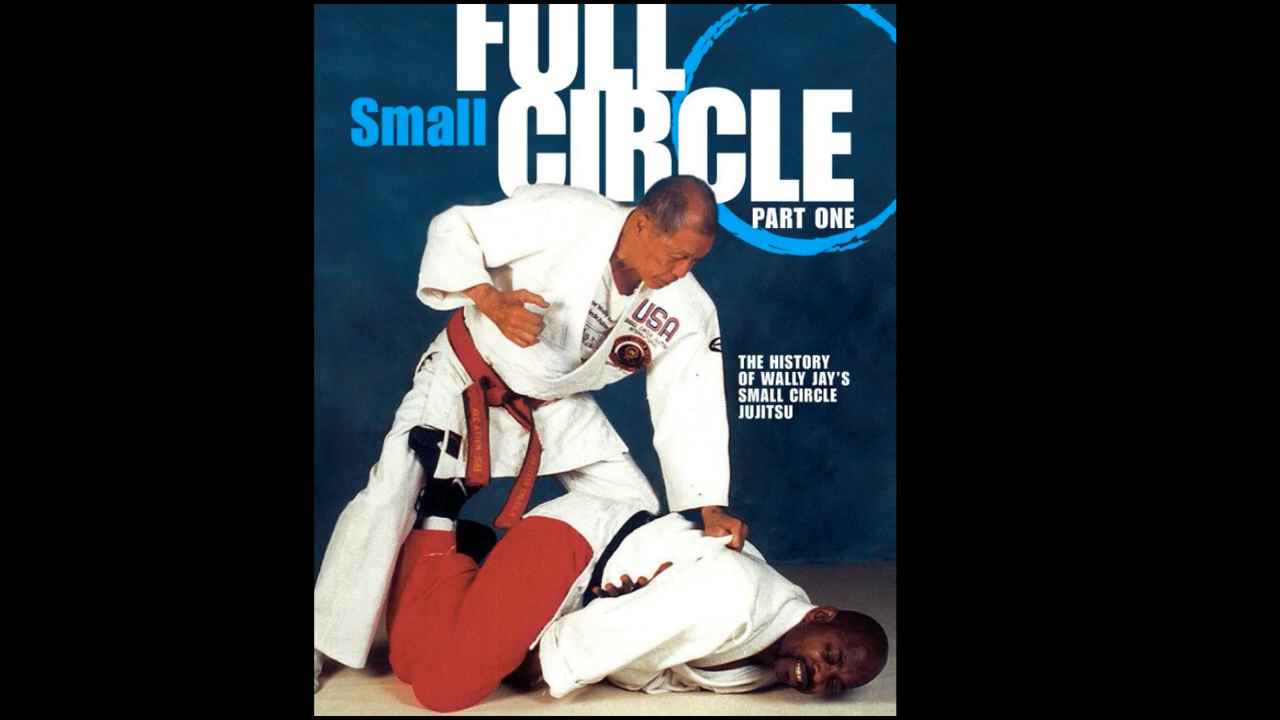 FULL
Small CIRCLE
PART ONE
USA
THE HISTORY
OF WALLY JAY'S
SMALL CIRCLE
JUJITSU